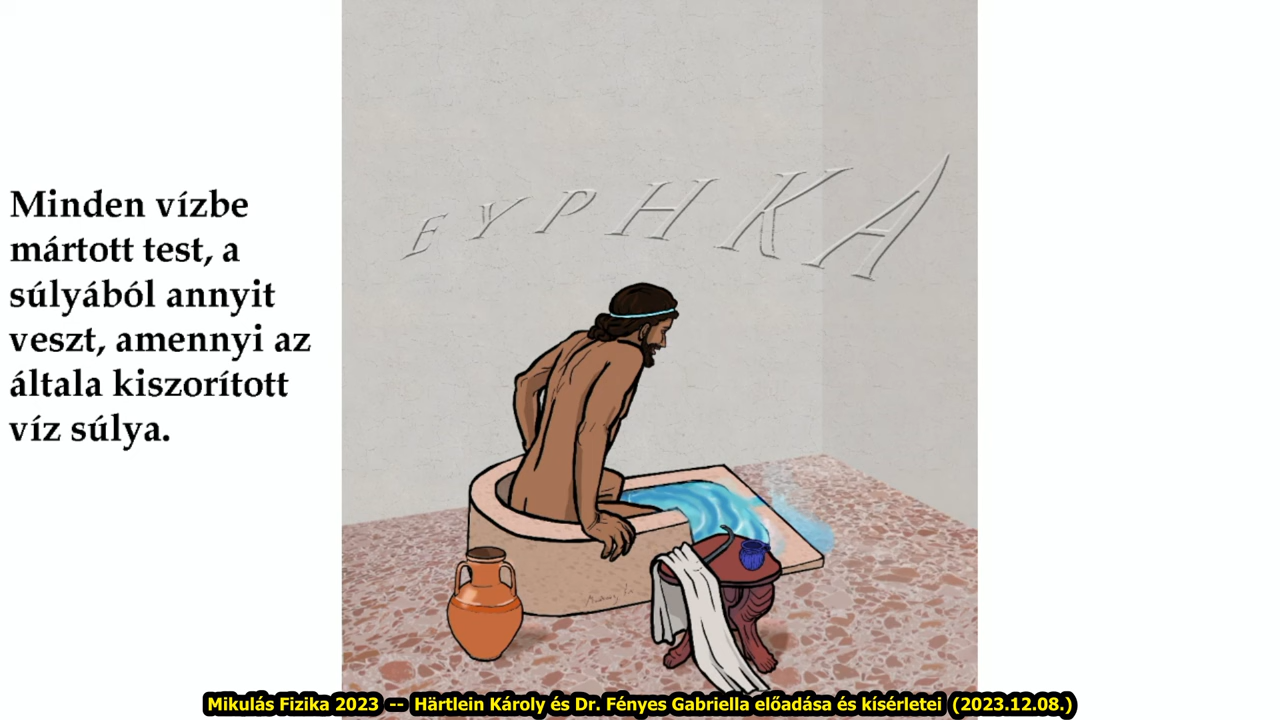 Minden vízbe
mártott test, a
súlyából annyit
veszt, amennyi az
általa kiszorított
víz súlya.
ΕΥΡΗΚΑ
Mikulás Fizika 2023 -- Härtlein Károly és Dr. Fényes Gabriella előadása és kísérletei (2023.12.08.)